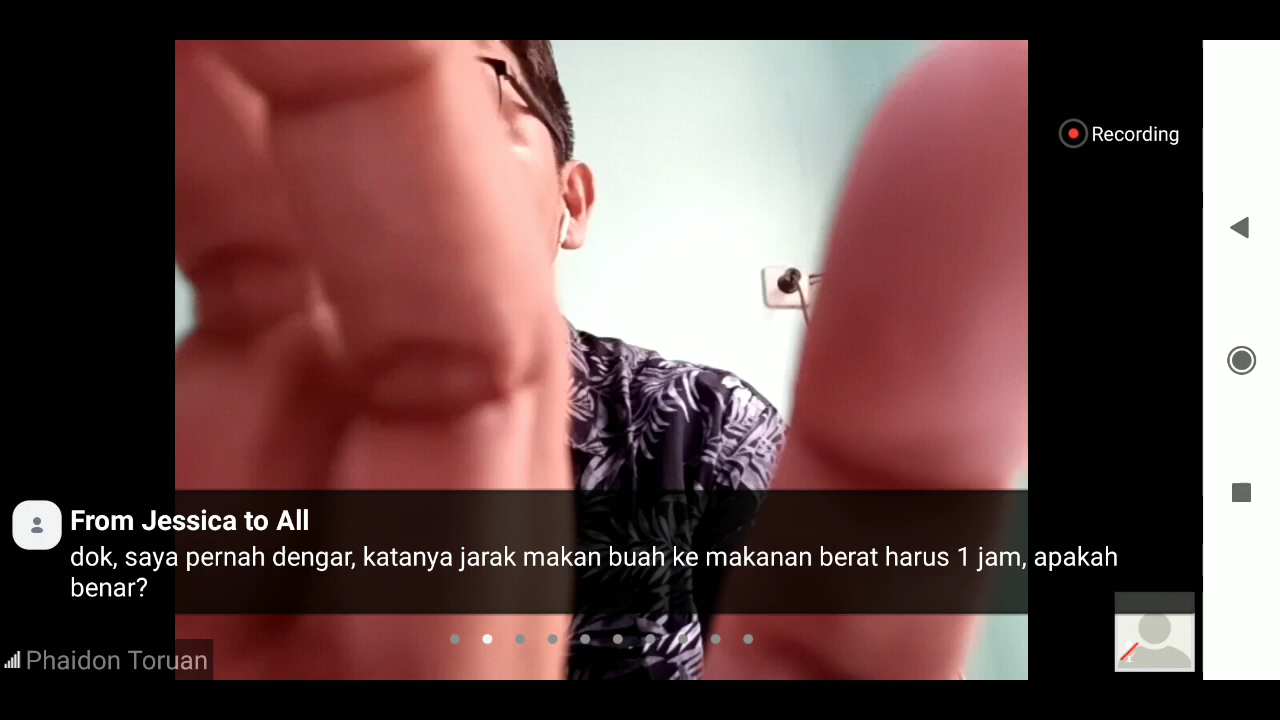 Recording
From Jessica to All
dok, saya pernah dengar, katanya jarak makan buah ke makanan berat harus 1 jam, apakah
benar?
Phaidon Toruan